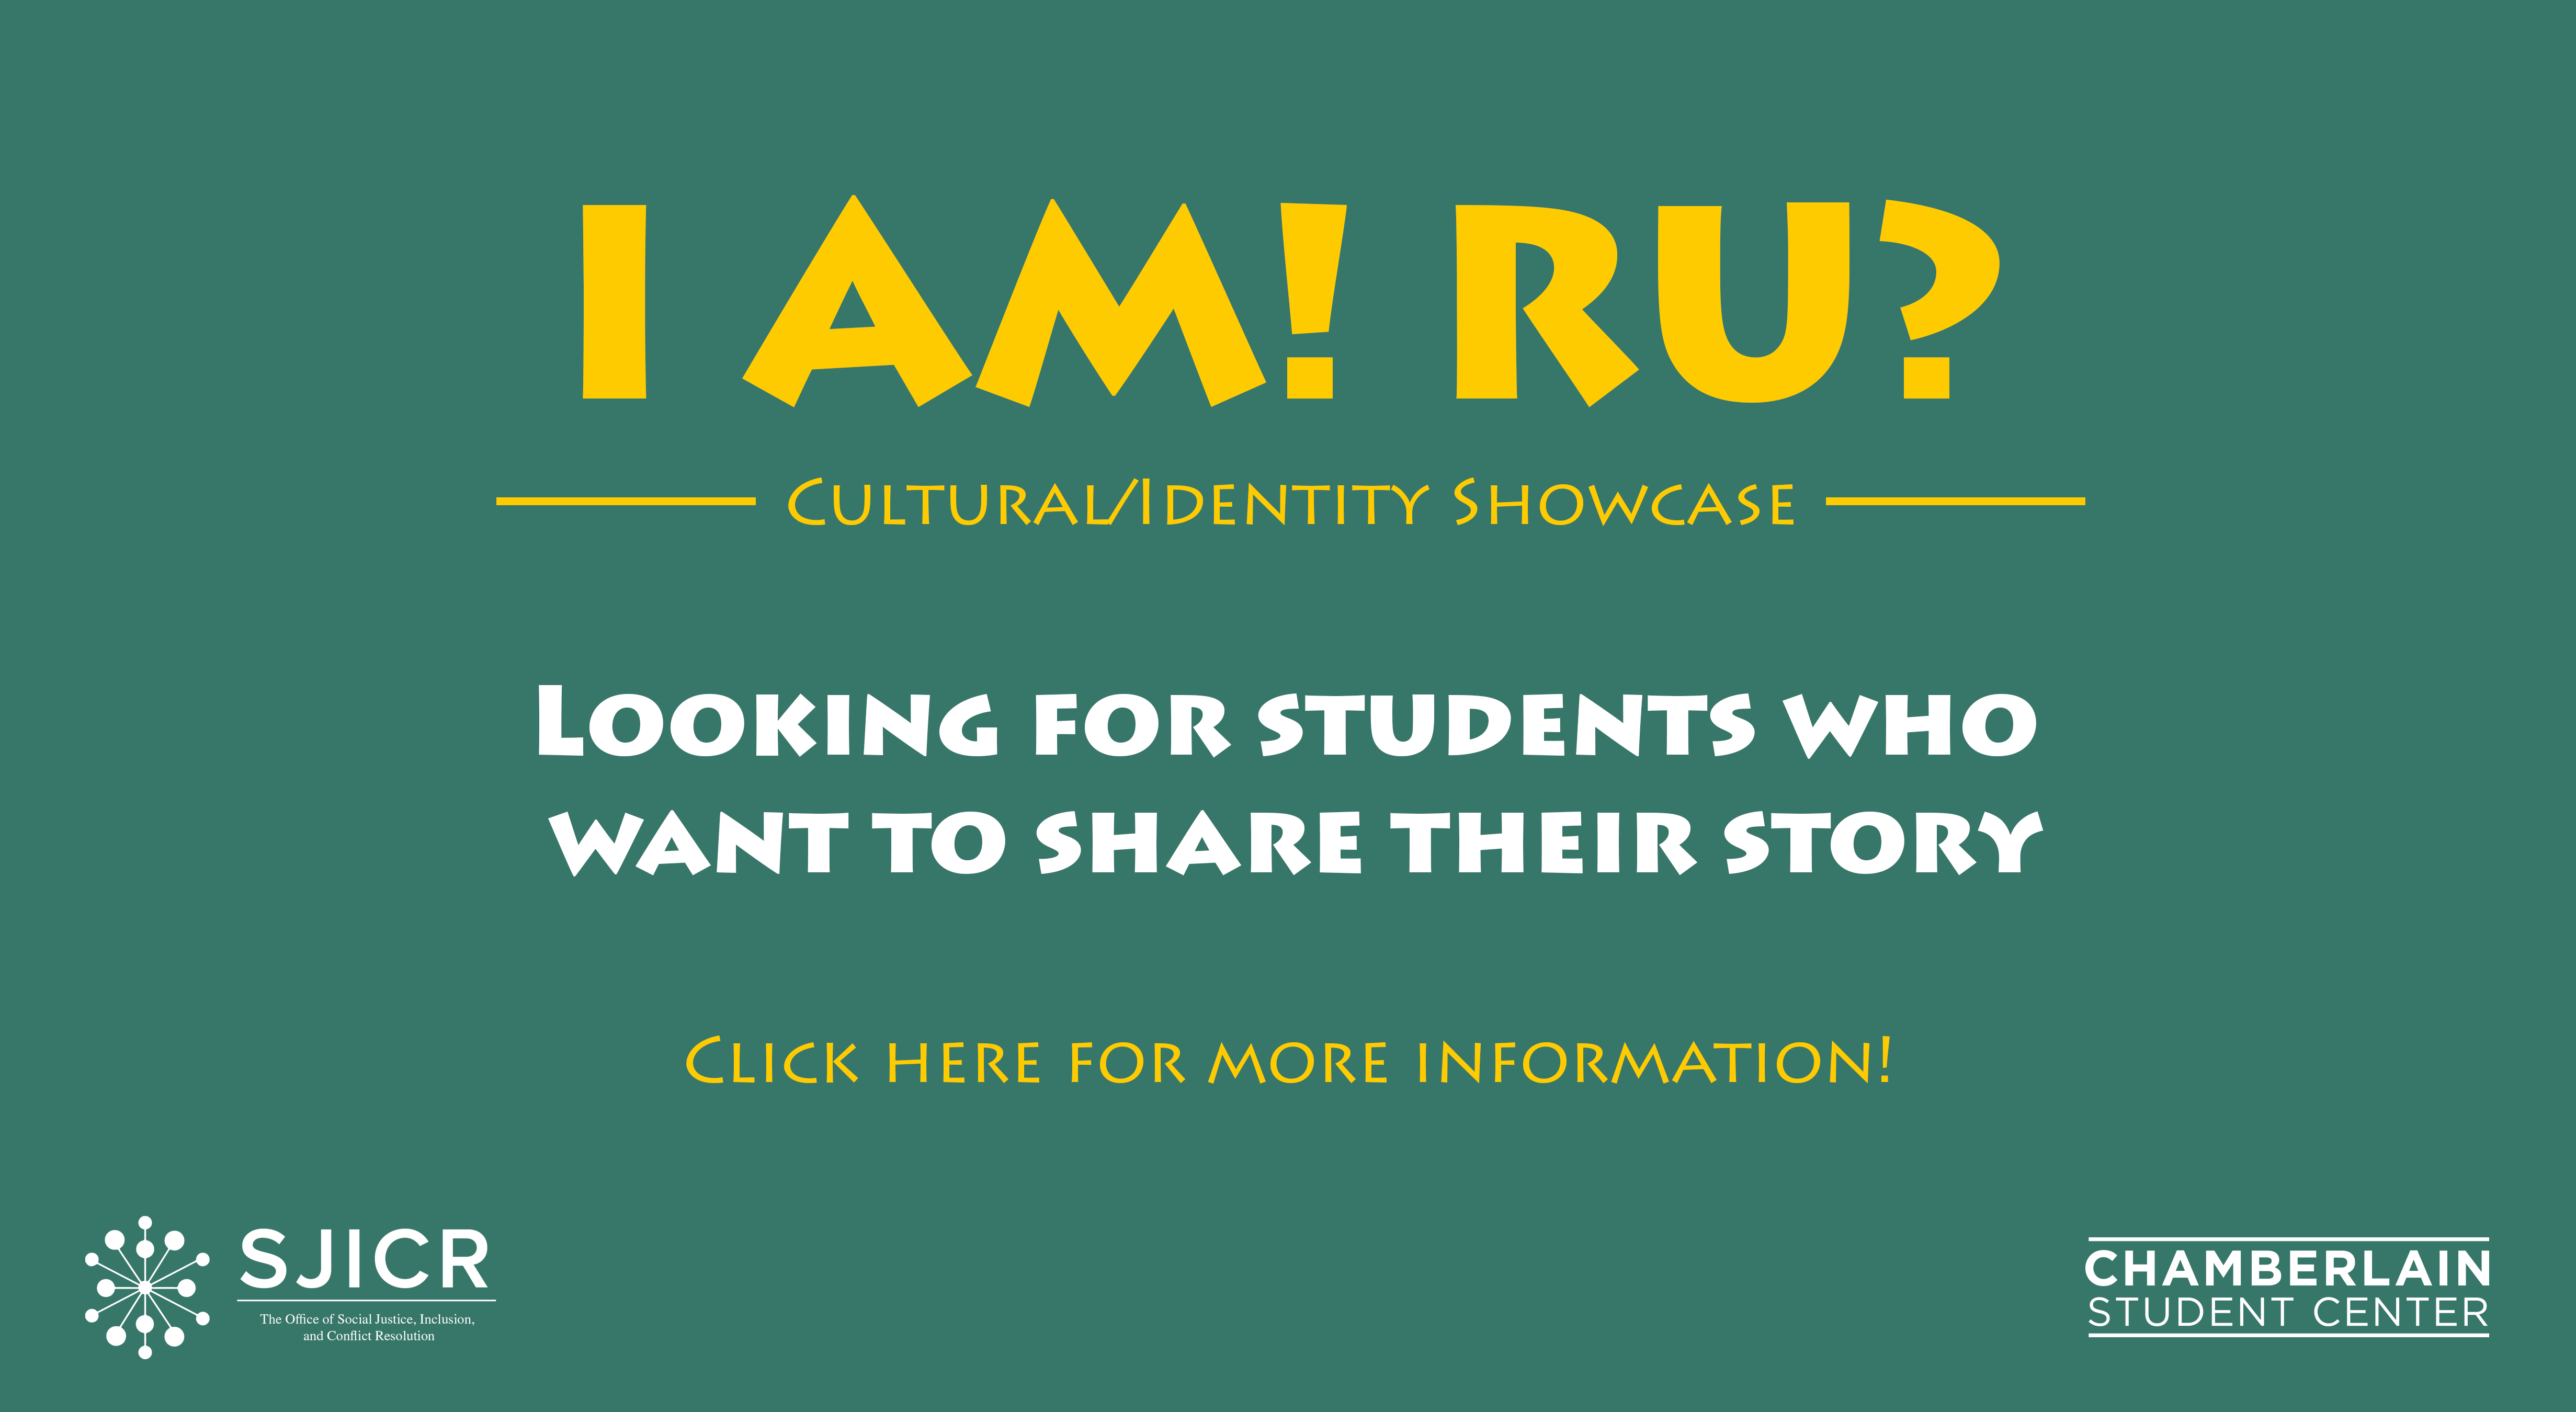 I AM! RU?
Cultural/Identity Showcase
Looking for students who
want to share their story
Click here for more information!
SJICR
The Office of Social Justice, Inclusion,
and Conflict Resolution
CHAMBERLAIN
STUDENT CENTER